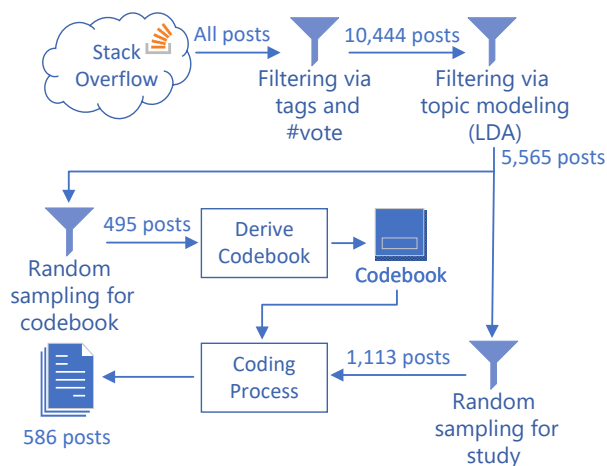 Stack
Overflow
All posts
Filtering via
tags and
#vote
10,444 posts
Filtering via
topic modeling
(LDA)
5,565 posts
Random
sampling for
codebook
495 posts
Derive
Codebook
Codebook
Coding
Process
1,113 posts
Random
sampling for
study
586 posts